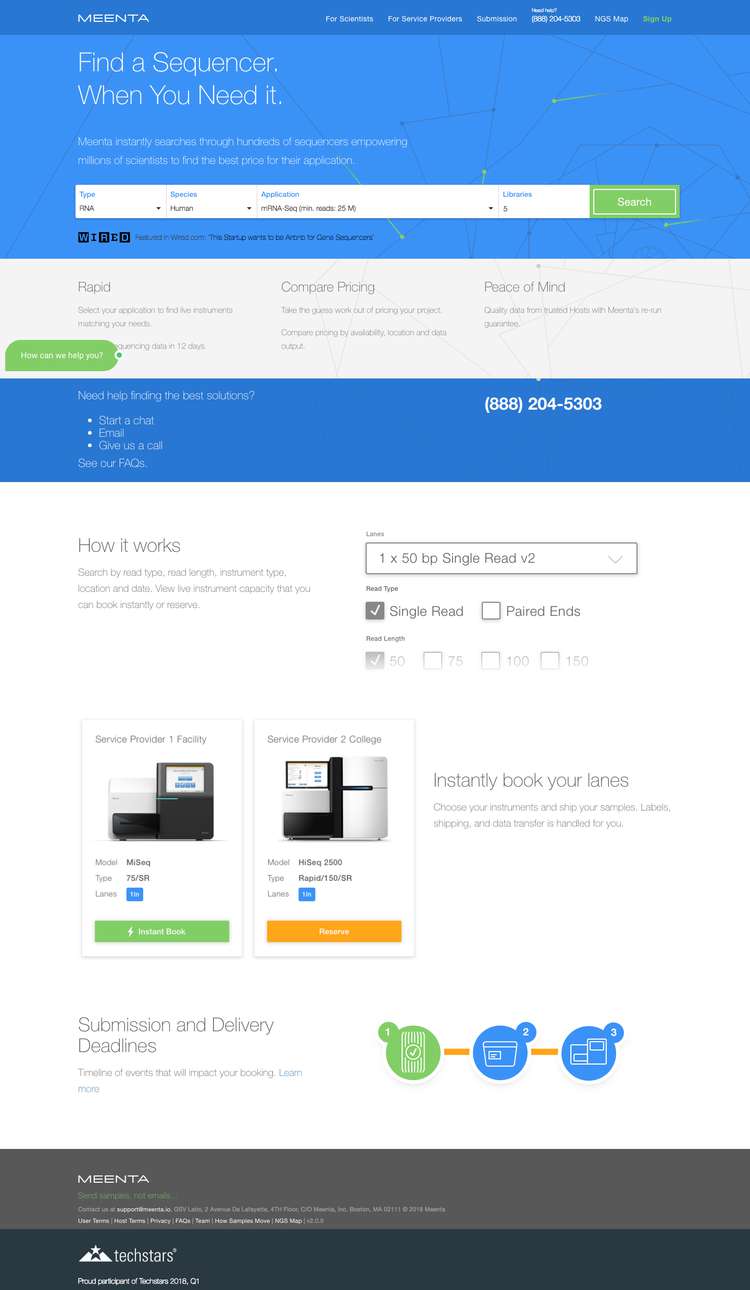 MEENTA
For Scientists
For Service Providers
Submission
Need help?
(888) 204-5303
NGS Map
Sign Up
Find a Sequencer.
When You Need it.
Meenta instantly searches through hundreds of sequencers empowering
millions of scientists to find the best price for their application.
Type
RNA
Species
Human
Application
mRNA-Seq (min. reads: 25 M)
Libraries
5
Search
WIRED
Featured in Wired.com: 'This Startup wants to be Airbnb for Gene Sequencers'
Rapid
Select your application to find live instruments
matching your needs.
quencing data in 12 days.
Compare Pricing
Take the guess work out of pricing your project.
Compare pricing by availability, location and data
output.
Peace of Mind
Quality data from trusted Hosts with Meenta's re-run
guarantee.
How can we help you?
Need help finding the best solutions?
• Start a chat
• Email
• Give us a call
See our FAQs.
(888) 204-5303
How it works
Search by read type, read length, instrument type,
location and date. View live instrument capacity that you
can book instantly or reserve.
Lanes
1 x 50 bp Single Read v2
Read Type
Single Read
Paired Ends
Read Length
50
75
100
150
Service Provider 1 Facility
Model MiSeq
Type 75/SR
Lanes 1ln
Instant Book
Service Provider 2 College
Model HiSeq 2500
Type Rapid/150/SR
Lanes 1ln
Reserve
Instantly book your lanes
Choose your instruments and ship your samples. Labels,
shipping, and data transfer is handled for you.
Submission and Delivery
Deadlines
Timeline of events that will impact your booking. Learn
more
1
2
3
MEENTA
Send samples, not emails...
Contact us at support@meenta.io, GSV Labs, 2 Avenue De Lafayette, 4TH Floor, C/O Meenta, Inc. Boston, MA 02111 © 2018 Meenta
User Terms | Host Terms | Privacy | FAQs | Team | How Samples Move | NGS Map | v2.0.8
techstars®
Proud participant of Techstars 2018, Q1